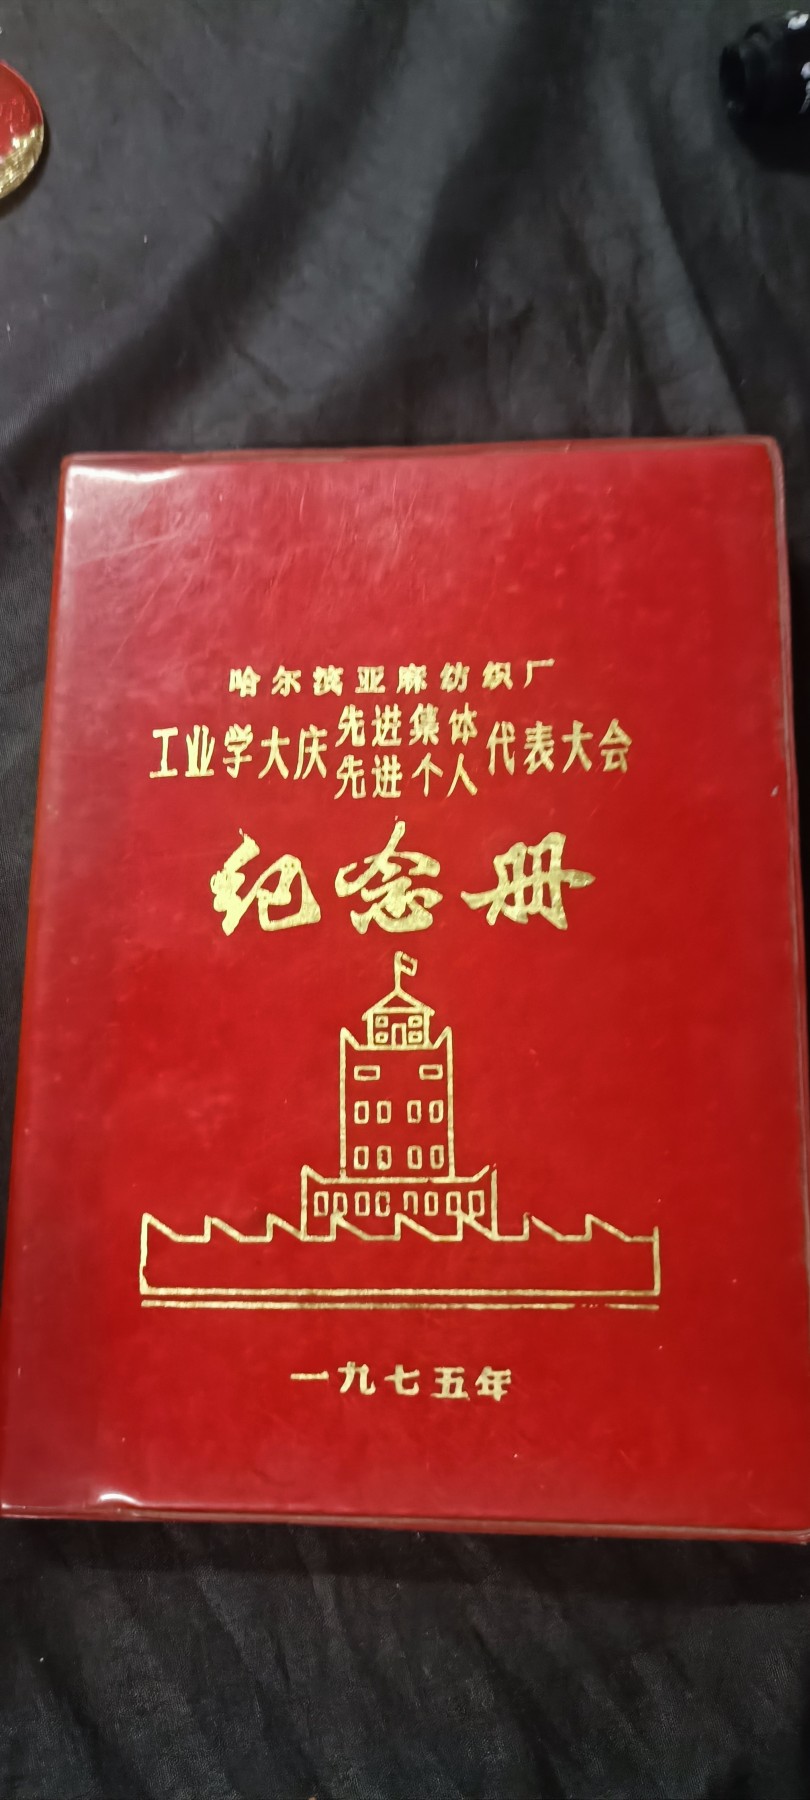 哈尔滨亚麻纺织厂
工业学大庆先进集体先进个人代表大会
纪念册
一九七五年